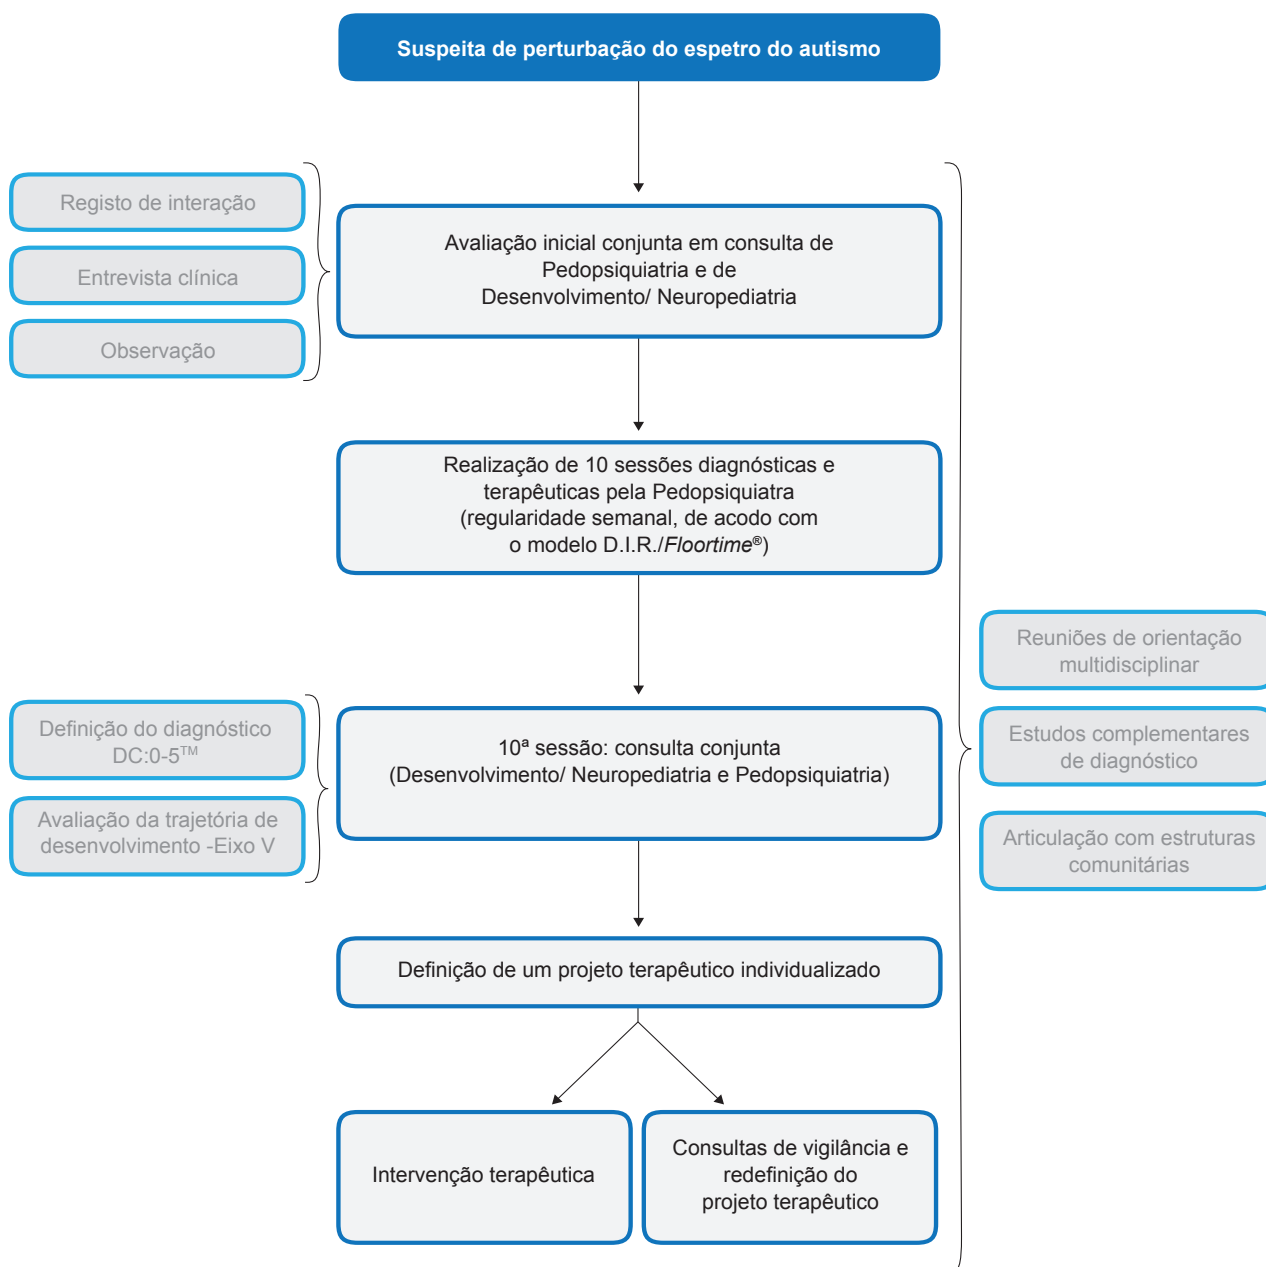 Suspeita de perturbação do espetro do autismo
Registo de interação
Entrevista clínica
Observação
Avaliação inicial conjunta em consulta de
Pedopsiquiatria e de
Desenvolvimento/ Neuropediatria
Realização de 10 sessões diagnósticas e
terapêuticas pela Pedopsiquiatra
(regularidade semanal, de acodo com
o modelo D.I.R./Floortime®)
Reuniões de orientação
multidisciplinar
Estudos complementares
de diagnóstico
Articulação com estruturas
comunitárias
Definição do diagnóstico
DC:0-5™
Avaliação da trajetória de
desenvolvimento -Eixo V
10ª sessão: consulta conjunta
(Desenvolvimento/ Neuropediatria e Pedopsiquiatria)
Definição de um projeto terapêutico individualizado
Intervenção terapêutica
Consultas de vigilância e
redefinição do
projeto terapêutico